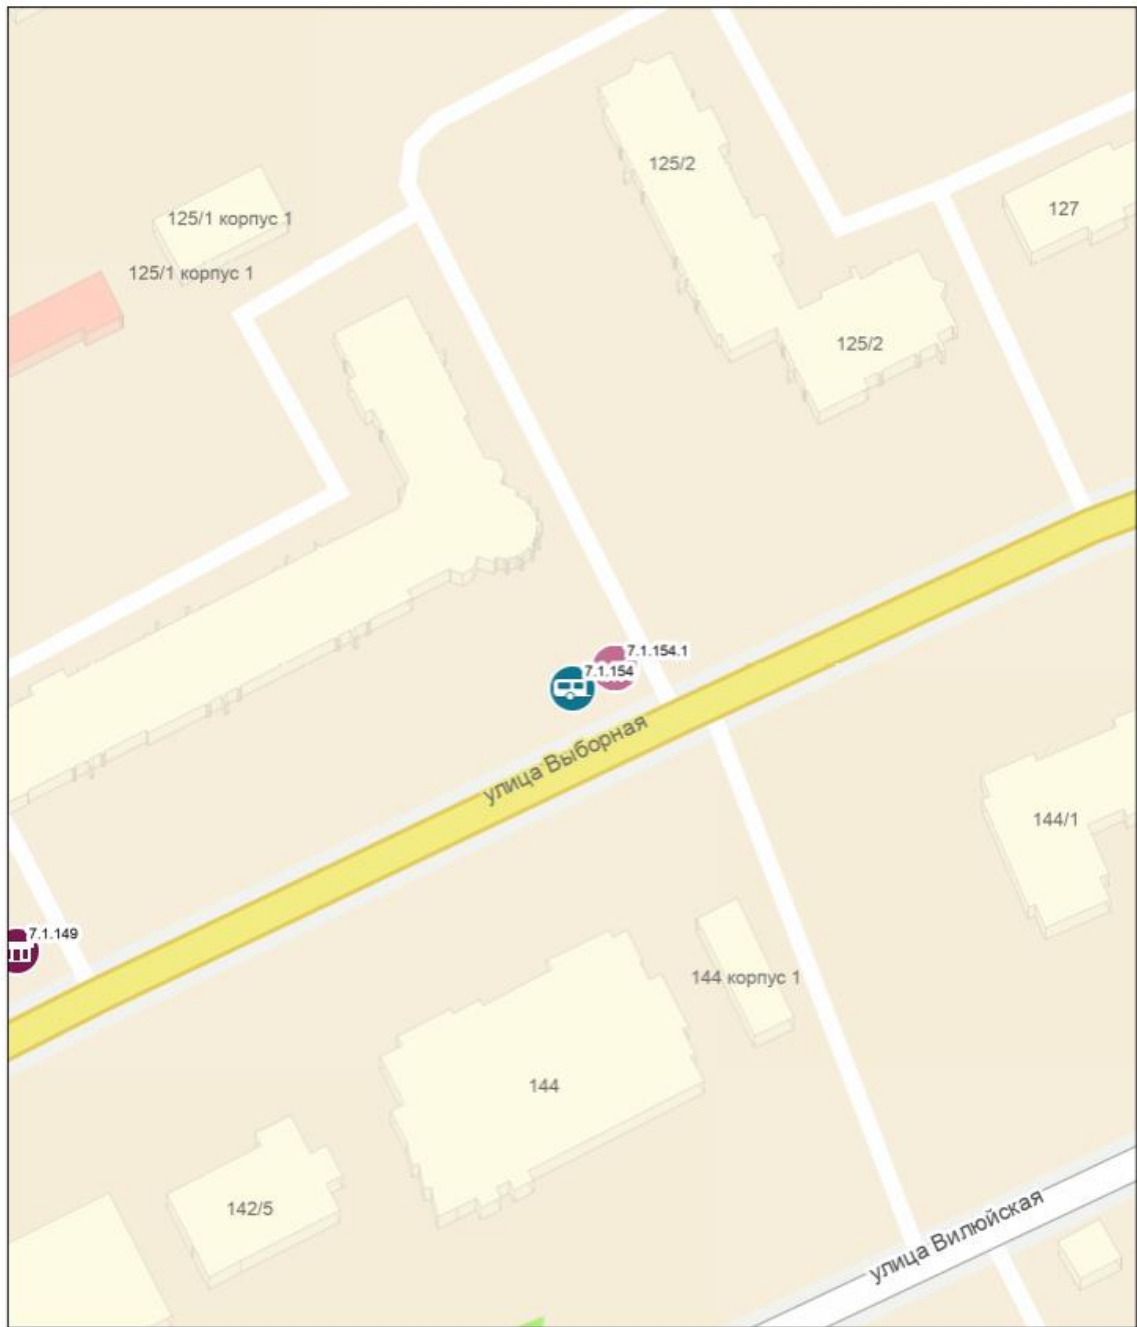 125/2
127
125/1 корпус 1
125/1 корпус 1
125/2
7.1.154.1
7.1.154
улица Выборная
144/1
7.1.149
144 корпус 1
144
142/5
улица Вилюйская